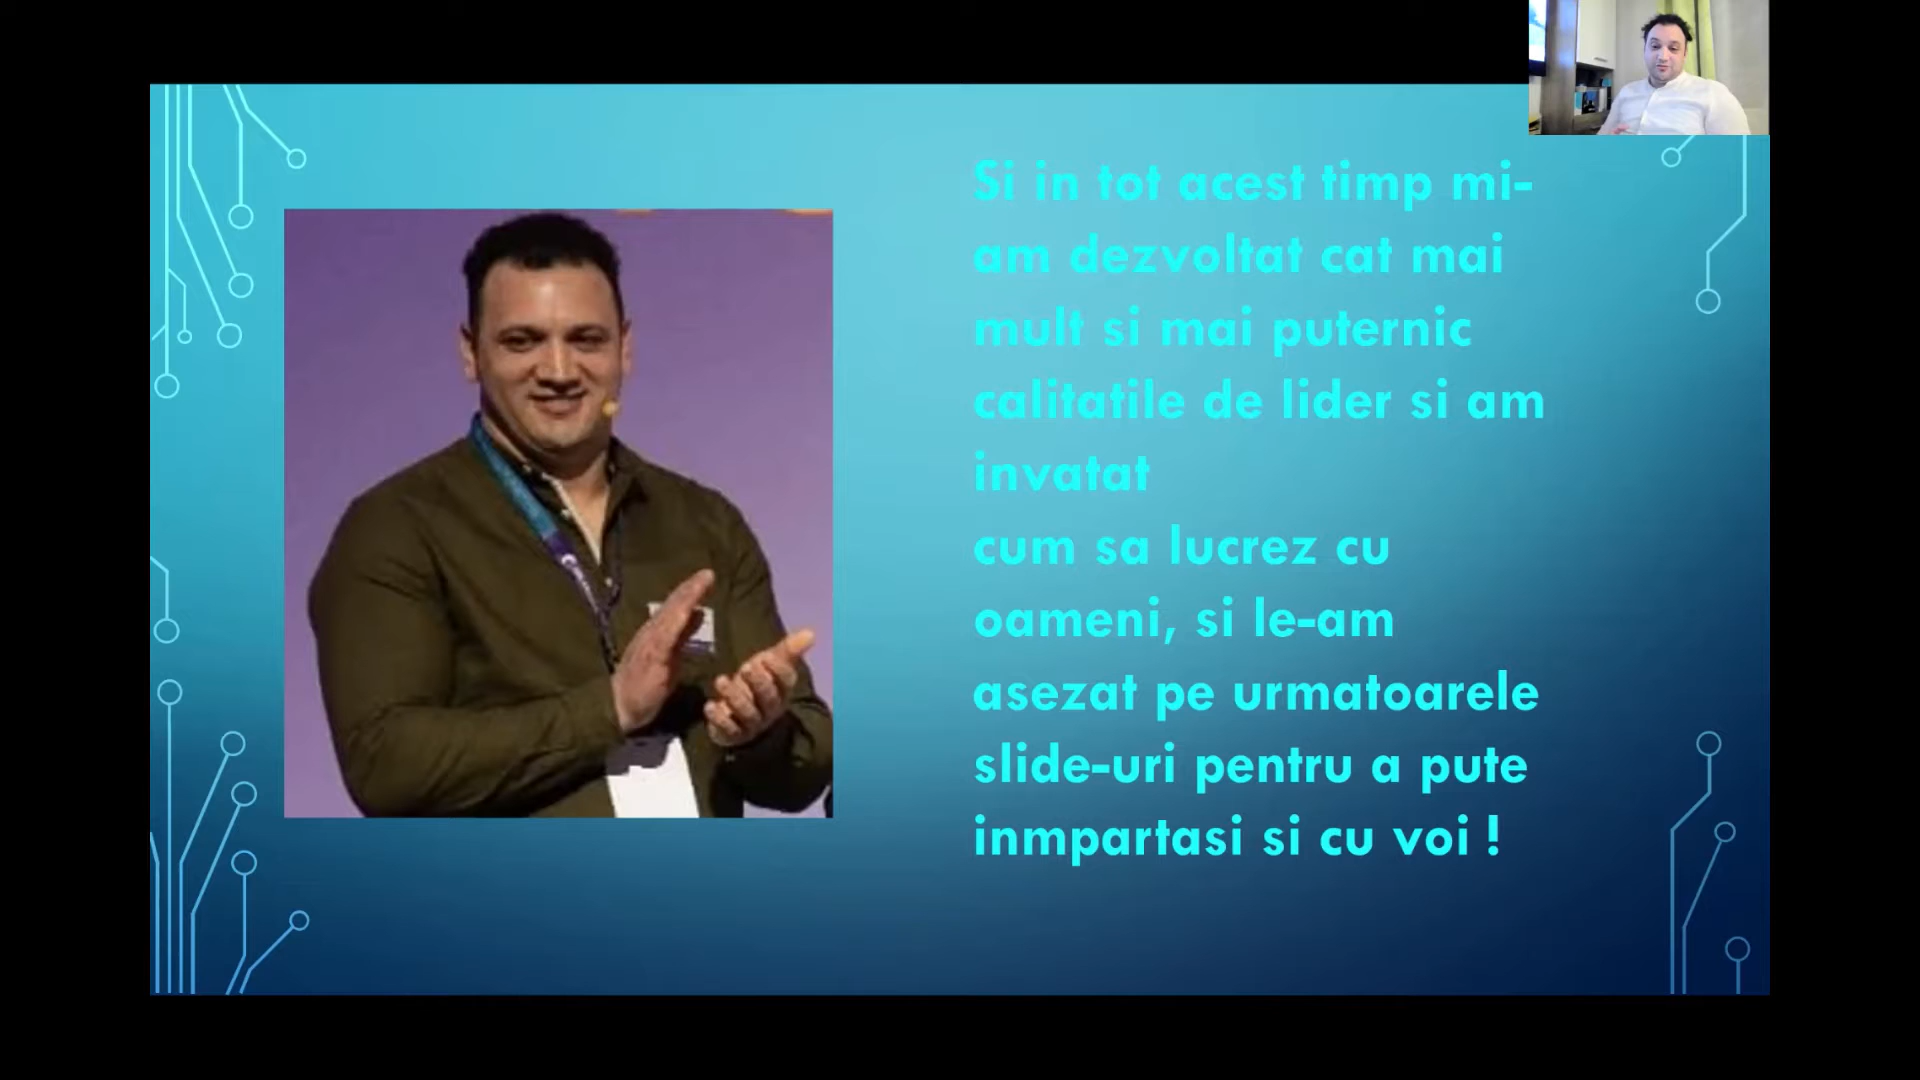 Si in tot acest timp mi-
am dezvoltat cat mai
mult si mai puternic
calitatile de lider si am
invatat
cum sa lucrez cu
oameni, si le-am
asezat pe urmatoarele
slide-uri pentru a pute
inmpartasi si cu voi !